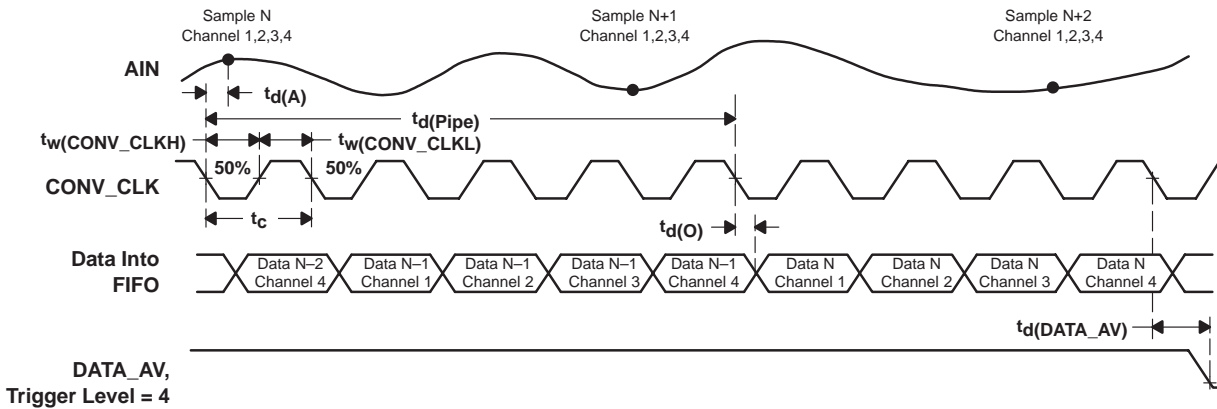 Sample N
Channel 1,2,3,4
Sample N+1
Channel 1,2,3,4
Sample N+2
Channel 1,2,3,4
AIN
td(A)
td(Pipe)
tw(CONV_CLKH)
tw(CONV_CLKL)
50%
50%
CONV_CLK
tc
td(O)
Data Into
FIFO
Data N–2
Channel 4
Data N–1
Channel 1
Data N–1
Channel 2
Data N–1
Channel 3
Data N–1
Channel 4
Data N
Channel 1
Data N
Channel 2
Data N
Channel 3
Data N
Channel 4
td(DATA_AV)
DATA_AV,
Trigger Level = 4